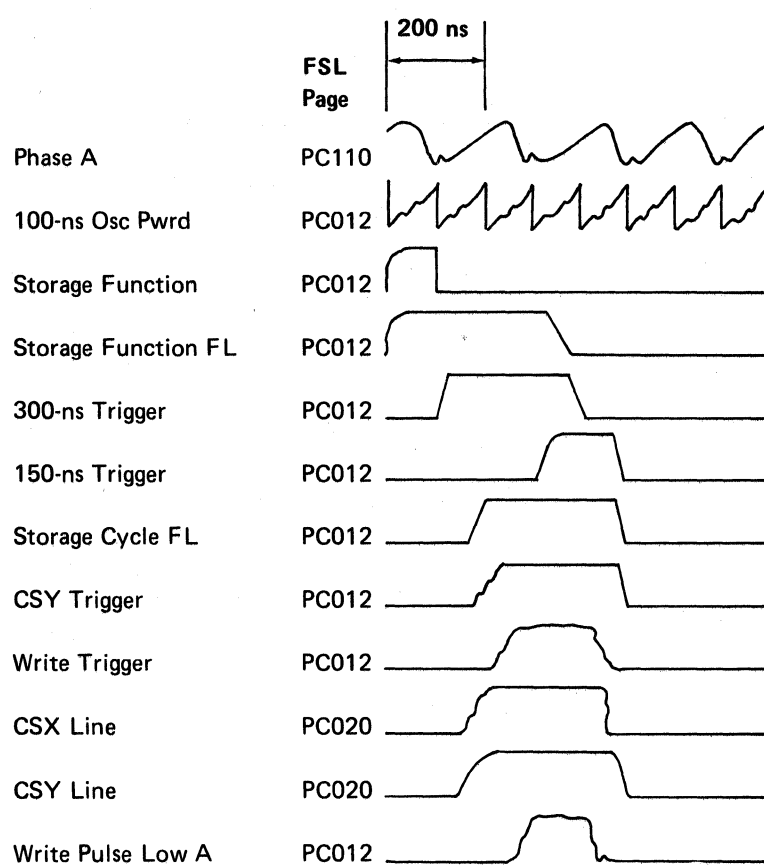 200 ns
FSL
Page
Phase A PC110
100-ns Osc Pwrd PC012
Storage Function PC012
Storage Function FL PC012
300-ns Trigger PC012
150-ns Trigger PC012
Storage Cycle FL PC012
CSY Trigger PC012
Write Trigger PC012
CSX Line PC020
CSY Line PC020
Write Pulse Low A PC012